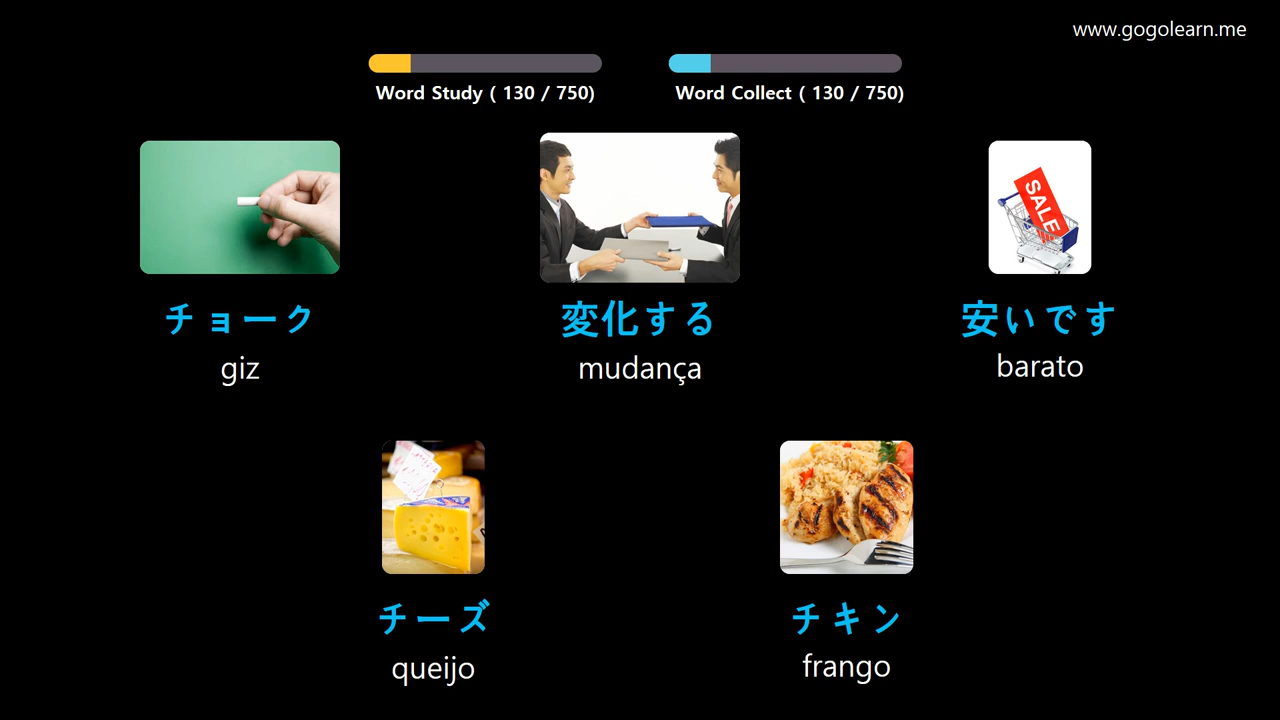 www.gogolearn.me
Word Study ( 130 / 750)
Word Collect ( 130 / 750)
SALE
チョーク
変化する
安いです
giz
mudança
barato
チーズ
チキン
queijo
frango